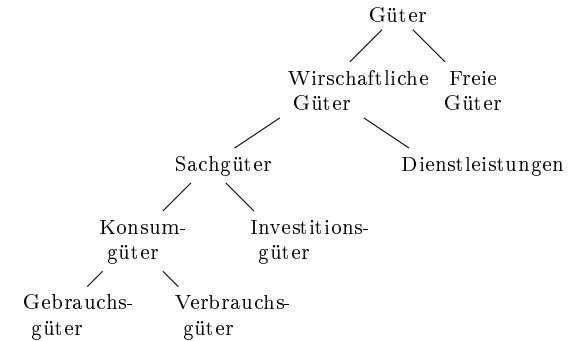 Güter
Wirschaftliche Freie
Güter Güter
Sachgüter Dienstleistungen
Konsum- Investitions-
güter güter
Gebrauchs- Verbrauchs-
güter güter